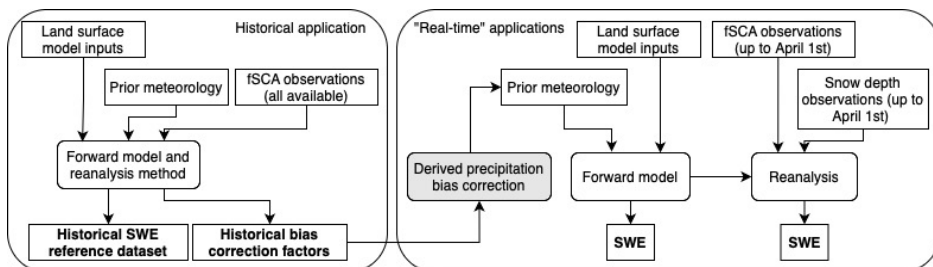 Historical application
Land surface
model inputs
Prior meteorology
fSCA observations
(all available)
Forward model and
reanalysis method
Historical SWE
reference dataset
Historical bias
correction factors
"Real-time" applications
Land surface
model inputs
fSCA observations
(up to April 1st)
Prior meteorology
Snow depth
observations (up to
April 1st)
Derived precipitation
bias correction
Forward model
Reanalysis
SWE
SWE